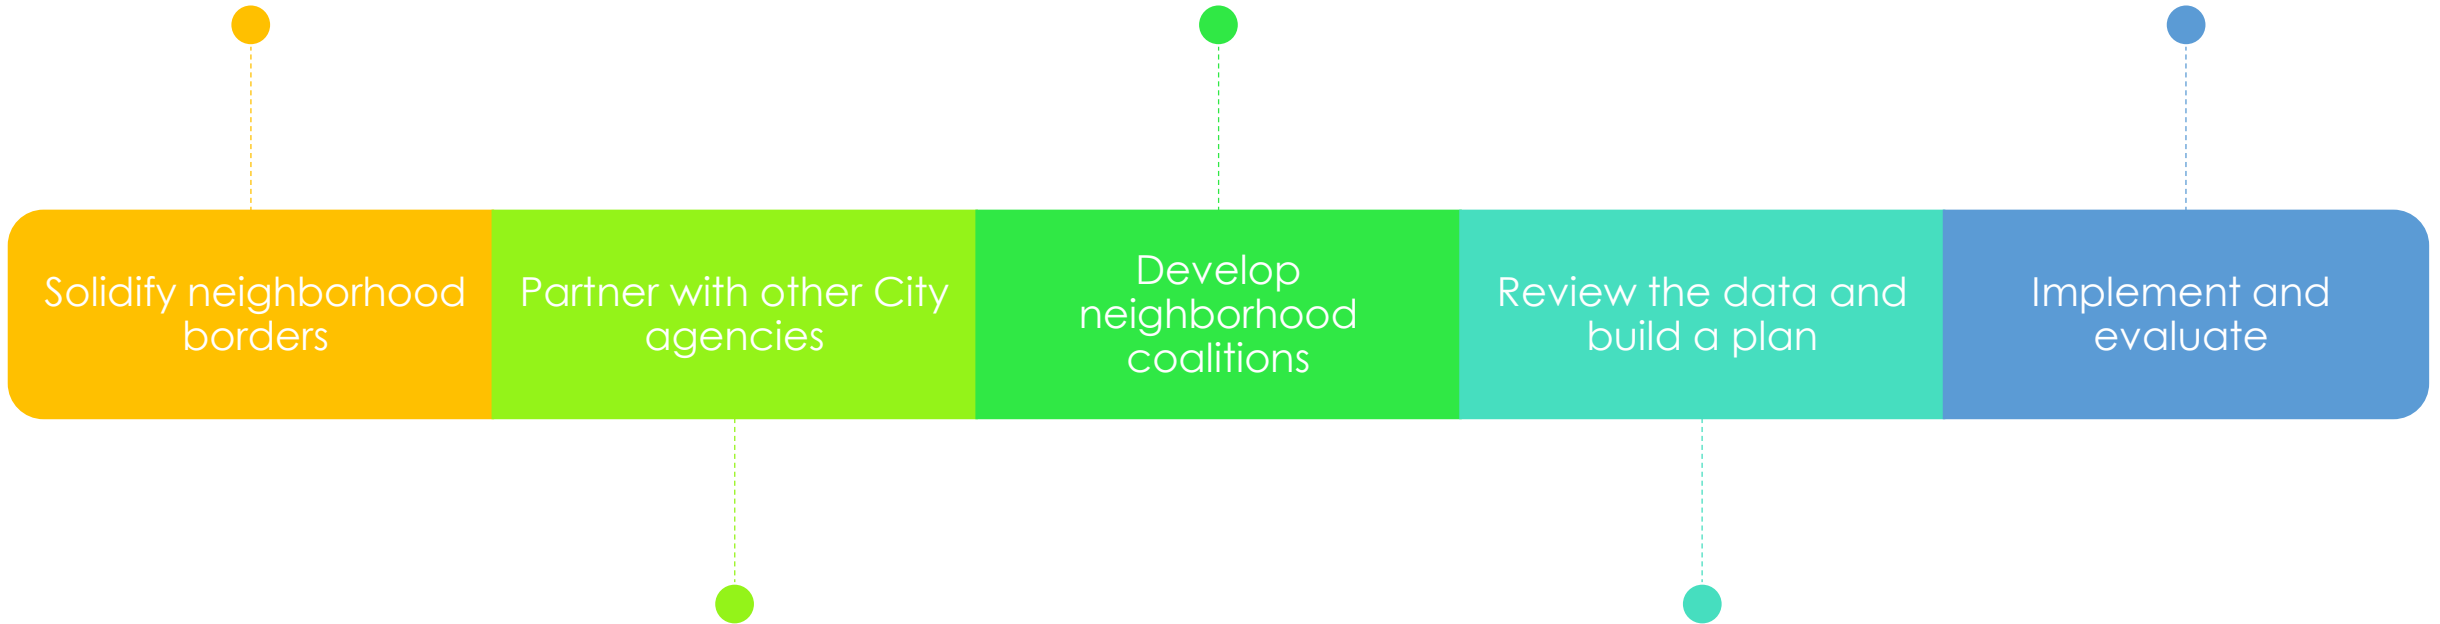 Solidify neighborhood
borders
Partner with other City
agencies
Develop
neighborhood
coalitions
Review the data and
build a plan
Implement and
evaluate